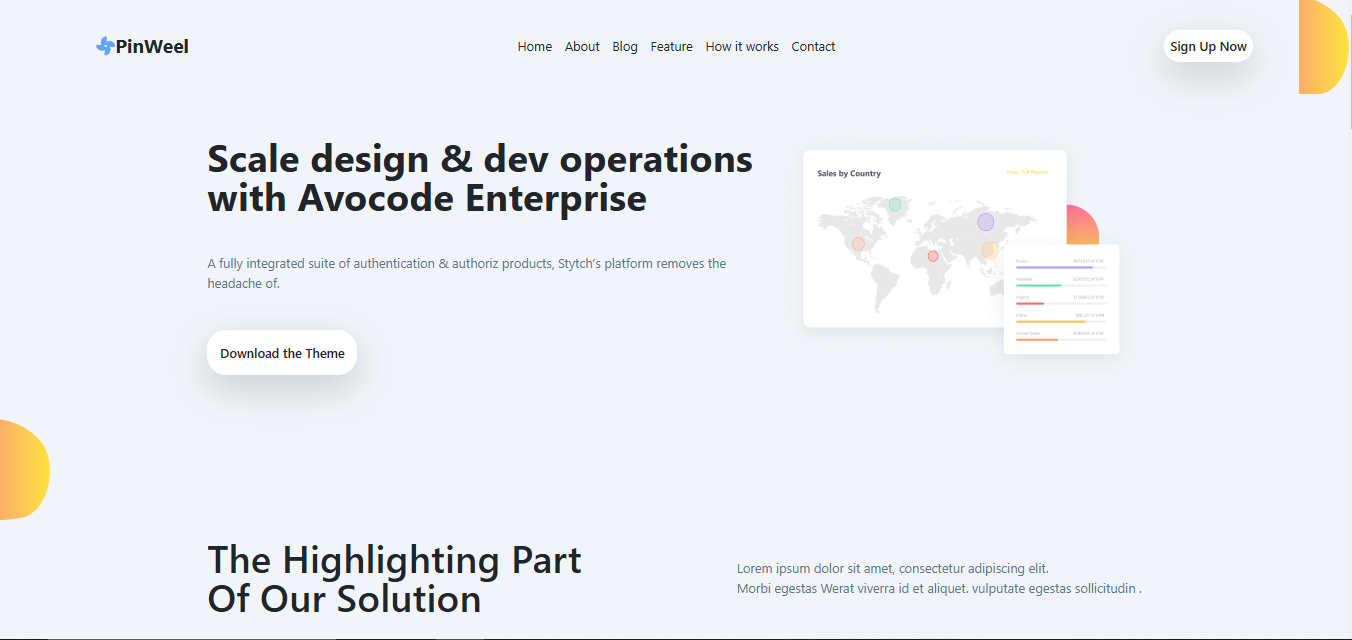 PinWeel
Home About Blog Feature How it works Contact
Sign Up Now
Scale design & dev operations
with Avocode Enterprise
A fully integrated suite of authentication & authoriz products, Stytch's platform removes the
headache of.
Download the Theme
Sales by Country
View Full Report
The Highlighting Part
Of Our Solution
Lorem ipsum dolor sit amet, consectetur adipiscing elit.
Morbi egestas Werat viverra id et aliquet. vulputate egestas sollicitudin .